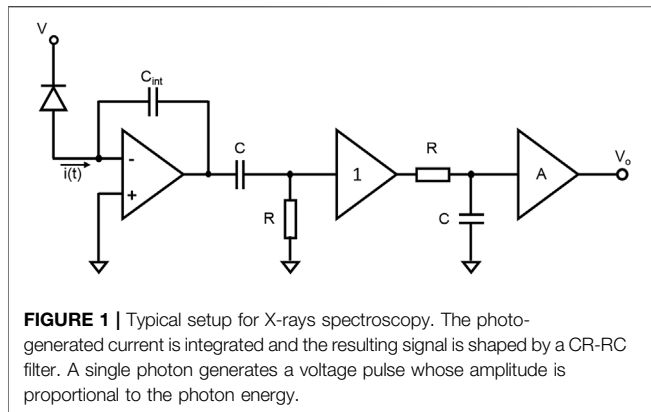 V
C_int
i(t)
-
+
C
R
1
R
C
A
V_o
FIGURE 1 | Typical setup for X-rays spectroscopy. The photo-
generated current is integrated and the resulting signal is shaped by a CR-RC
filter. A single photon generates a voltage pulse whose amplitude is
proportional to the photon energy.